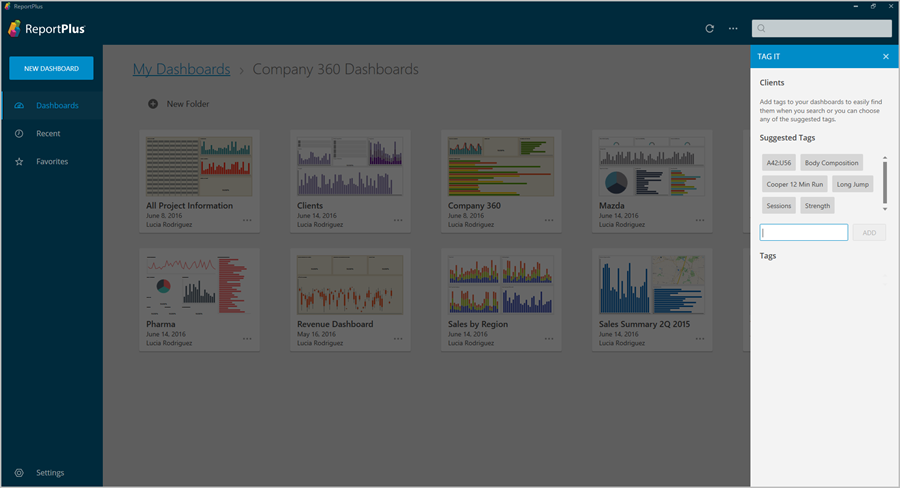 ReportPlus
ReportPlus
NEW DASHBOARD
Dashboards
Recent
Favorites
Settings
My Dashboards > Company 360 Dashboards
New Folder
All Project Information
June 8, 2016
Lucia Rodriguez
Clients
June 14, 2016
Lucia Rodriguez
Company 360
June 8, 2016
Lucia Rodriguez
Mazda
June 14, 2016
Lucia Rodriguez
Pharma
June 14, 2016
Lucia Rodriguez
Revenue Dashboard
May 16, 2016
Lucia Rodriguez
Sales by Region
June 14, 2016
Lucia Rodriguez
Sales Summary 2Q 2015
June 14, 2016
Lucia Rodriguez
TAG IT
Clients
Add tags to your dashboards to easily find
them when you search or you can choose
any of the suggested tags.
Suggested Tags
A42:U56 Body Composition
Cooper 12 Min Run Long Jump
Sessions Strength
ADD
Tags